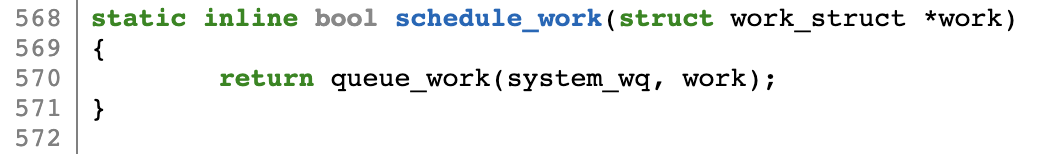 568 static inline bool schedule_work(struct work_struct *work)
569 {
570         return queue_work(system_wq, work);
571 }
572